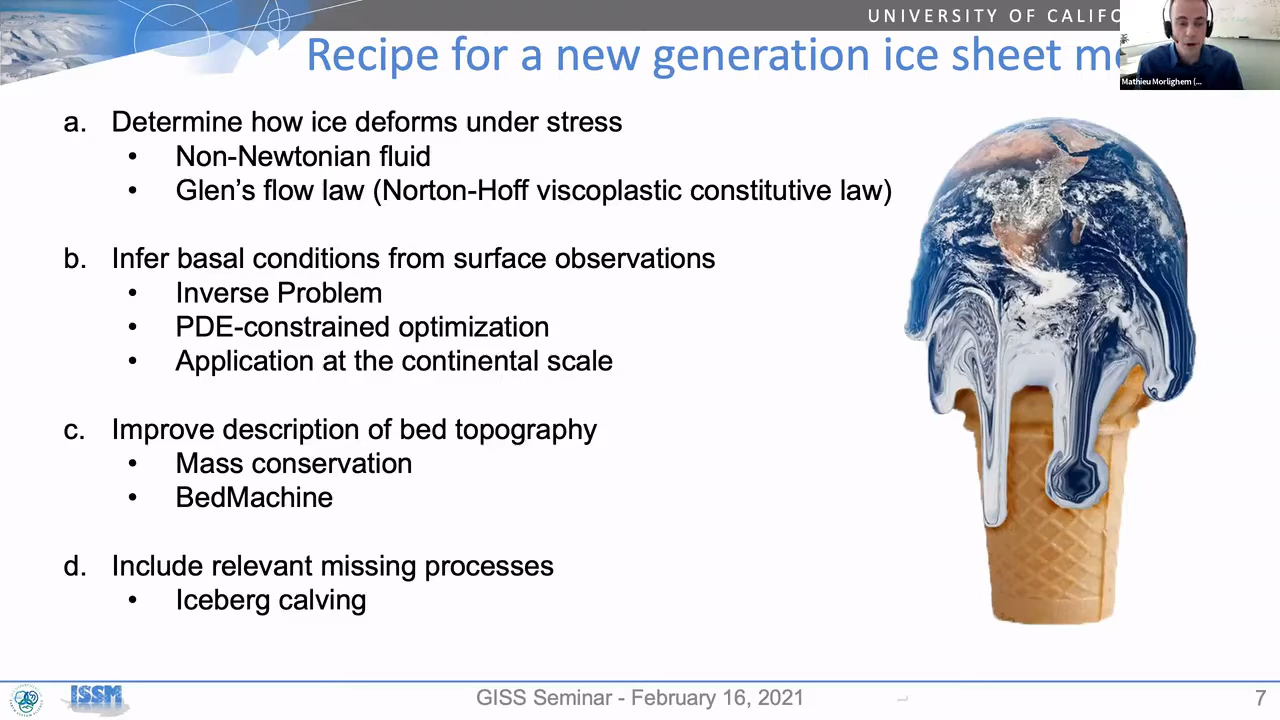 UNIVERSITY OF CALIFO
Recipe for a new generation ice sheet m
Mathieu Morlighem (...
a. Determine how ice deforms under stress
• Non-Newtonian fluid
• Glen’s flow law (Norton-Hoff viscoplastic constitutive law)
b. Infer basal conditions from surface observations
• Inverse Problem
• PDE-constrained optimization
• Application at the continental scale
c. Improve description of bed topography
• Mass conservation
• BedMachine
d. Include relevant missing processes
• Iceberg calving
ISSM
GISS Seminar - February 16, 2021
7